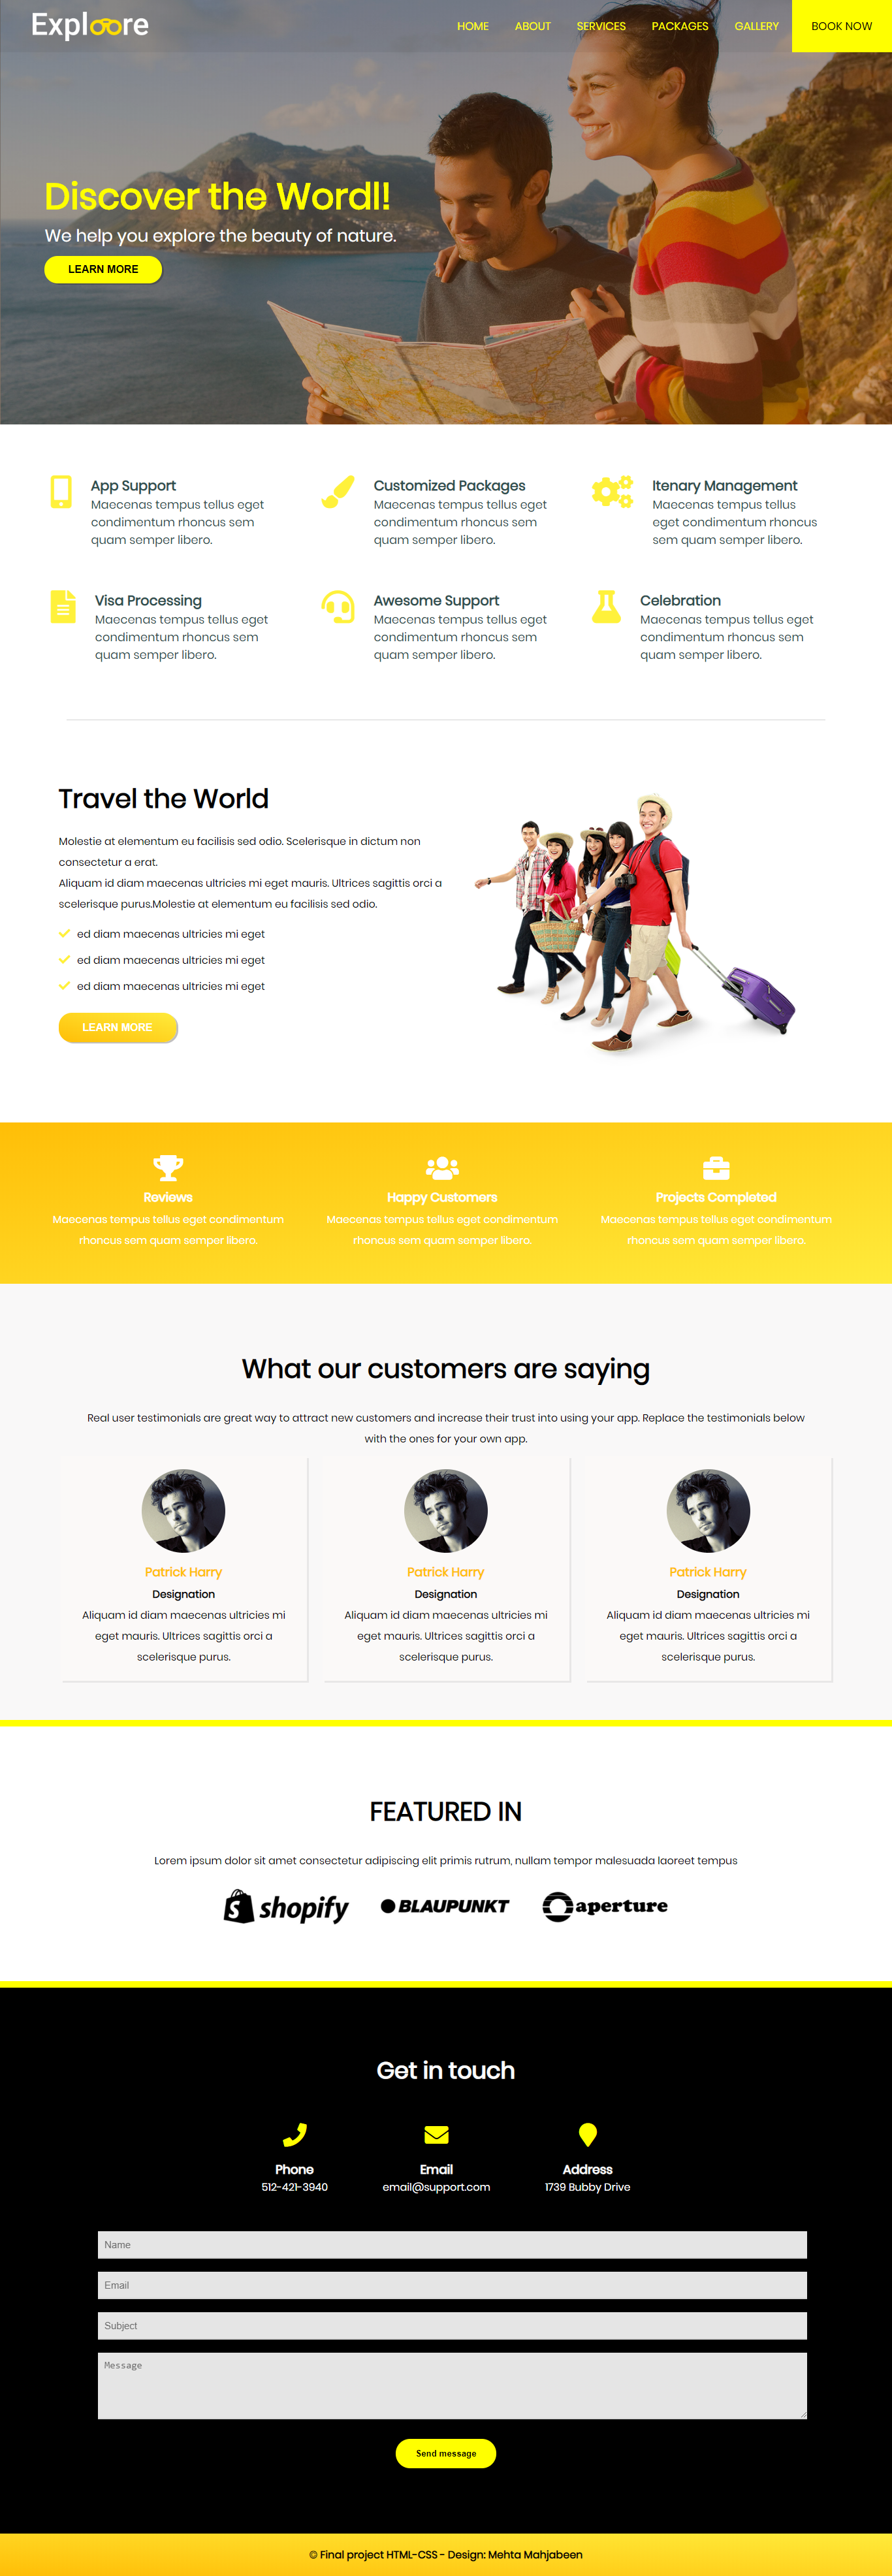 Exploore
HOME
ABOUT
SERVICES
PACKAGES
GALLERY
BOOK NOW
Discover the Wordl!
We help you explore the beauty of nature.
LEARN MORE
App Support
Maecenas tempus tellus eget
condimentum rhoncus sem
quam semper libero.
Customized Packages
Maecenas tempus tellus eget
condimentum rhoncus sem
quam semper libero.
Itenary Management
Maecenas tempus tellus
eget condimentum rhoncus
sem quam semper libero.
Visa Processing
Maecenas tempus tellus eget
condimentum rhoncus sem
quam semper libero.
Awesome Support
Maecenas tempus tellus eget
condimentum rhoncus sem
quam semper libero.
Celebration
Maecenas tempus tellus eget
condimentum rhoncus sem
quam semper libero.
Travel the World
Molestie at elementum eu facilisis sed odio. Scelerisque in dictum non
consectetur a erat.
Aliquam id diam maecenas ultricies mi eget mauris. Ultrices sagittis orci a
scelerisque purus.Molestie at elementum eu facilisis sed odio.
ed diam maecenas ultricies mi eget
ed diam maecenas ultricies mi eget
ed diam maecenas ultricies mi eget
LEARN MORE
Reviews
Maecenas tempus tellus eget condimentum
rhoncus sem quam semper libero.
Happy Customers
Maecenas tempus tellus eget condimentum
rhoncus sem quam semper libero.
Projects Completed
Maecenas tempus tellus eget condimentum
rhoncus sem quam semper libero.
What our customers are saying
Real user testimonials are great way to attract new customers and increase their trust into using your app. Replace the testimonials below
with the ones for your own app.
Patrick Harry
Designation
Aliquam id diam maecenas ultricies mi
eget mauris. Ultrices sagittis orci a
scelerisque purus.
Patrick Harry
Designation
Aliquam id diam maecenas ultricies mi
eget mauris. Ultrices sagittis orci a
scelerisque purus.
Patrick Harry
Designation
Aliquam id diam maecenas ultricies mi
eget mauris. Ultrices sagittis orci a
scelerisque purus.
FEATURED IN
Lorem ipsum dolor sit amet consectetur adipiscing elit primis rutrum, nullam tempor malesuada laoreet tempus
shopify
BLAUPUNKT
aperture
Get in touch
Phone
512-421-3940
Email
email@support.com
Address
1739 Bubby Drive
Name
Email
Subject
Message
Send message
© Final project HTML-CSS - Design: Mehta Mahjabeen